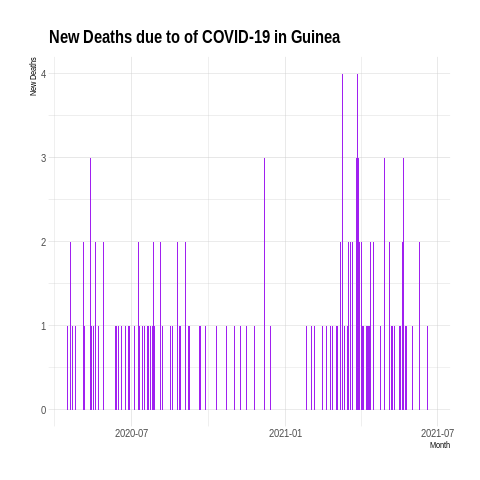 New Deaths due to of COVID-19 in Guinea
New Deaths
4
3
2
1
0
2020-07
2021-01
2021-07
Month